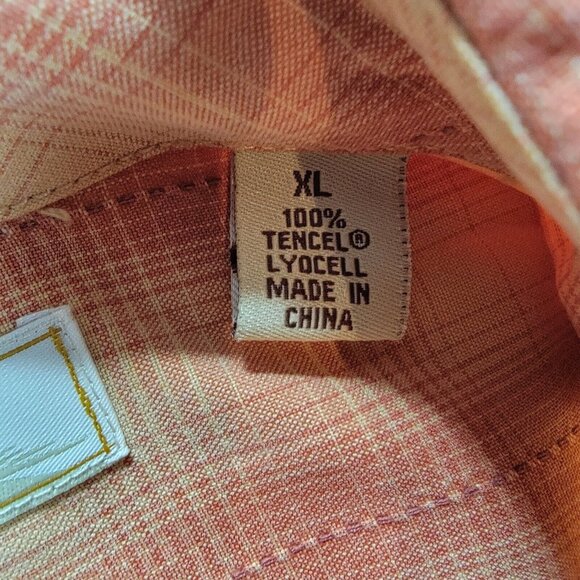 XL
100%
TENCEL®
LYOCELL
MADE IN
CHINA